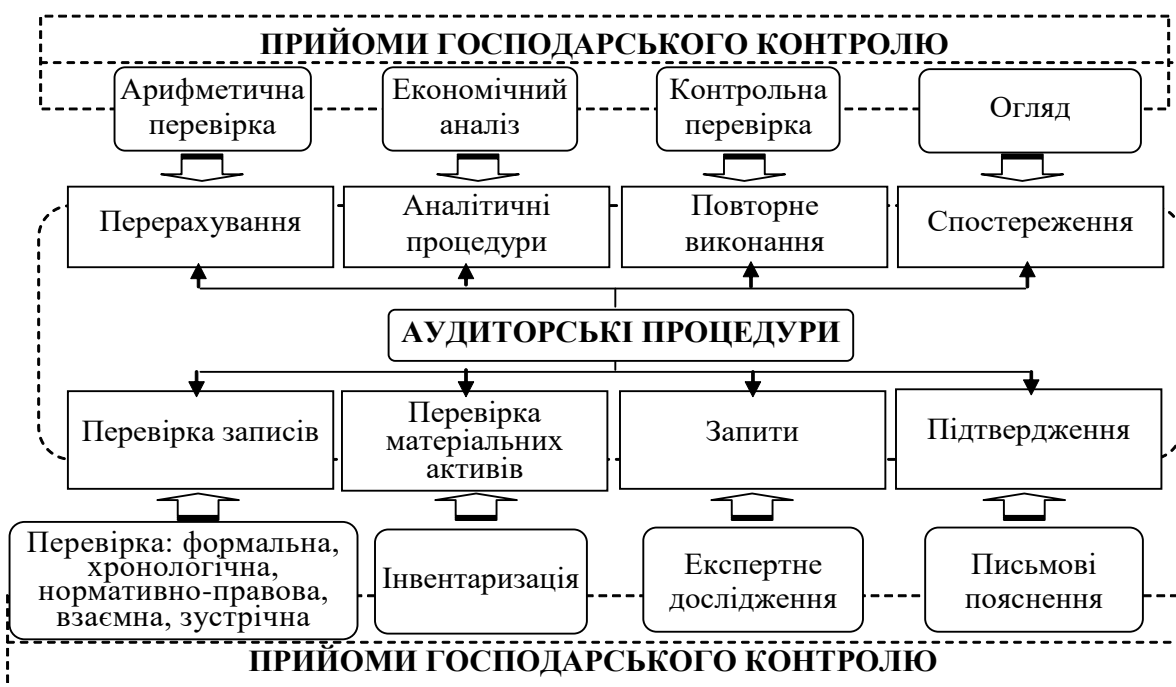 ПРИЙОМИ ГОСПОДАРСЬКОГО КОНТРОЛЮ
Арифметична
перевірка
Економічний
аналіз
Контрольна
перевірка
Огляд
Перерахування
Аналітичні
процедури
Повторне
виконання
Спостереження
АУДИТОРСЬКІ ПРОЦЕДУРИ
Перевірка записів
Перевірка
матеріальних
активів
Запити
Підтвердження
Перевірка: формальна,
хронологічна,
нормативно-правова,
взаємна, зустрічна
Інвентаризація
Експертне
дослідження
Письмові
пояснення
ПРИЙОМИ ГОСПОДАРСЬКОГО КОНТРОЛЮ